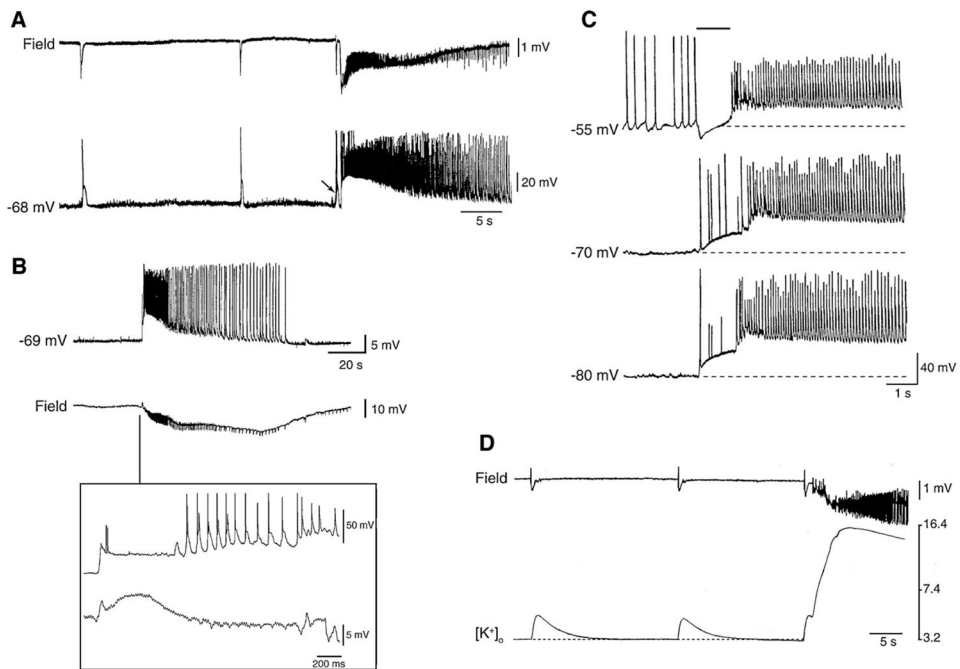 A
Field
1 mV
-68 mV
20 mV
5 s
B
-69 mV
5 mV
20 s
Field
10 mV
50 mV
5 mV
200 ms
C
-55 mV
-70 mV
-80 mV
40 mV
1 s
D
Field
1 mV
16.4
7.4
[K+]o
3.2
5 s